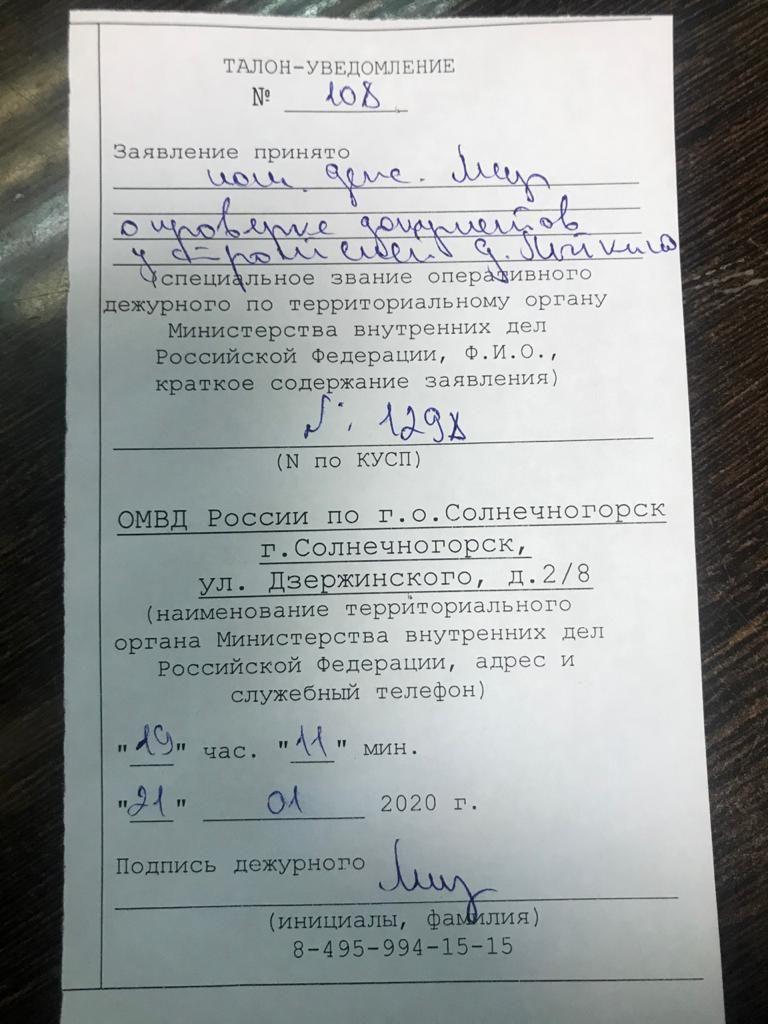 ТАЛОН-УВЕДОМЛЕНИЕ
№ 108
Заявление принято
пом. деж.
о проверке документов
у д.
(специальное звание оперативного
дежурного по территориальному органу
Министерства внутренних дел
Российской Федерации, Ф.И.О.,
краткое содержание заявления)
№ 1298
(N по КУСП)
ОМВД России по г.о.Солнечногорск
г.Солнечногорск,
ул. Дзержинского, д.2/8
(наименование территориального
органа Министерства внутренних дел
Российской Федерации, адрес и
служебный телефон)
"19" час. "11" мин.
"21" 01 2020 г.
Подпись дежурного
(инициалы, фамилия)
8-495-994-15-15